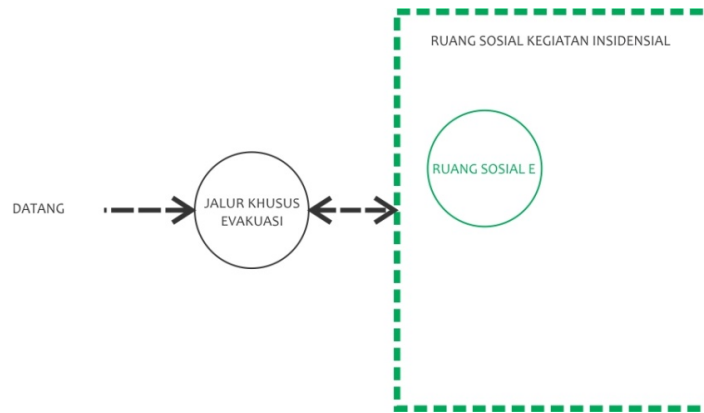 RUANG SOSIAL KEGIATAN INSIDENSIAL
RUANG SOSIAL E
DATANG
JALUR KHUSUS
EVAKUASI